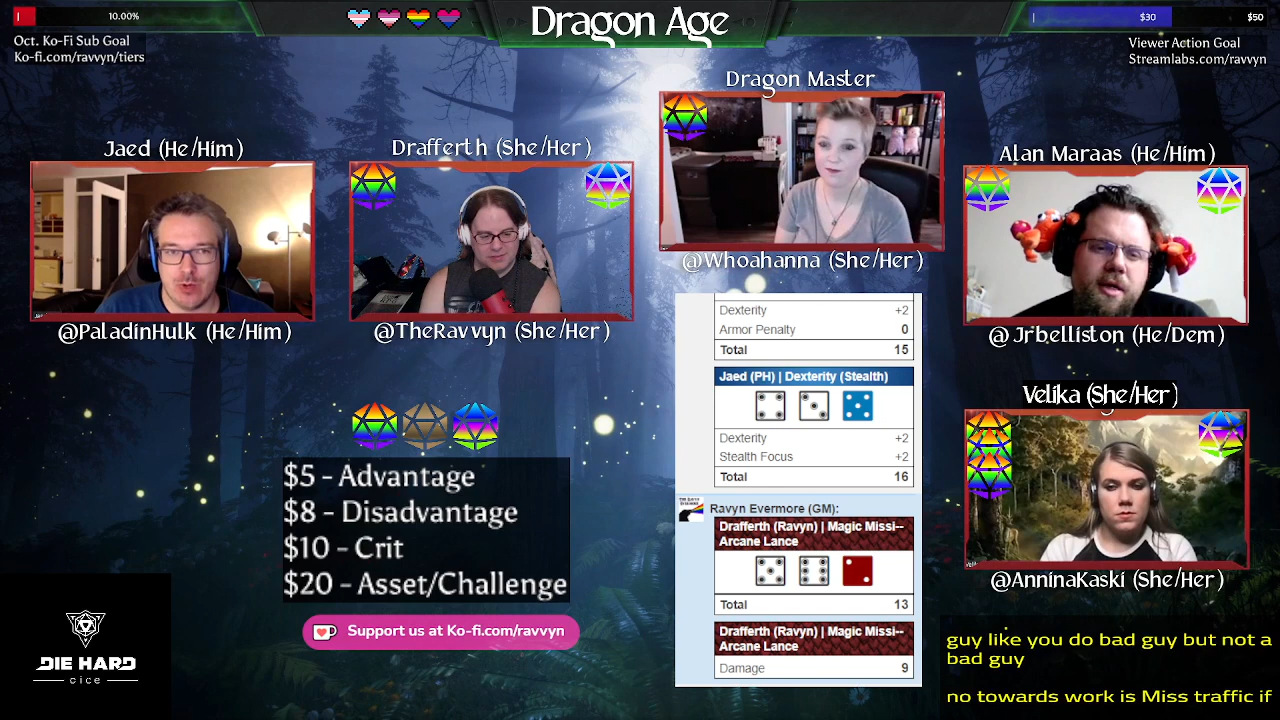 10.00%
Dragon Age
$30
$50
Oct. Ko-Fi Sub Goal
Ko-fi.com/ravvyn/tiers
Viewer Action Goal
Streamlabs.com/ravvyn
Dragon Master
Jaed (He/Him)
Drafferth (She/Her)
Alan Maraas (He/Him)
@Whoahanna (She/Her)
@PaladinHulk (He/Him)
@TheRavvyn (She/Her)
@Jrbelliston (He/Dem)
Dexterity +2
Armor Penalty 0
Total 15
Jaed (PH) | Dexterity (Stealth)
Dexterity +2
Stealth Focus +2
Total 16
Ravyn Evermore (GM):
Drafferth (Ravyn) | Magic Missi--
Arcane Lance
Total 13
Drafferth (Ravyn) | Magic Missi--
Arcane Lance
Damage 9
Velika (She/Her)
@AnninaKaski (She/Her)
$5 - Advantage
$8 - Disadvantage
$10 - Crit
$20 - Asset/Challenge
Support us at Ko-fi.com/ravvyn
DIE HARD
dice
guy like you do bad guy but not a
bad guy
no towards work is Miss traffic if